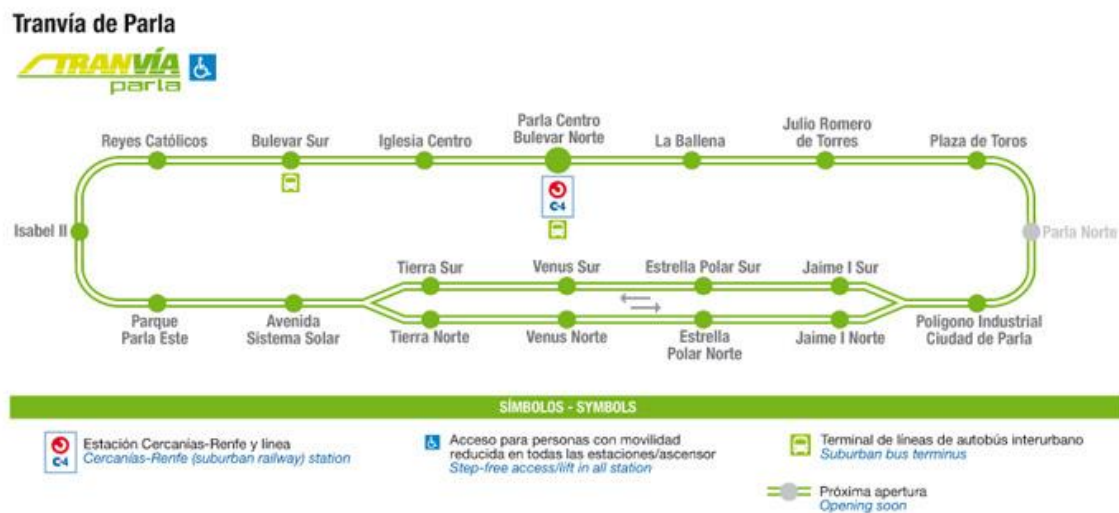 Tranvía de Parla
TRANVÍA
parla
Reyes Católicos
Bulevar Sur
Iglesia Centro
Parla Centro
Bulevar Norte
La Ballena
Julio Romero
de Torres
Plaza de Toros
C-4
Isabel II
Parla Norte
Tierra Sur
Venus Sur
Estrella Polar Sur
Jaime I Sur
Parque
Parla Este
Avenida
Sistema Solar
Tierra Norte
Venus Norte
Estrella
Polar Norte
Jaime I Norte
Polígono Industrial
Ciudad de Parla
SÍMBOLOS - SYMBOLS
C-4
Estación Cercanías-Renfe y línea
Cercanías-Renfe (suburban railway) station
Acceso para personas con movilidad
reducida en todas las estaciones/ascensor
Step-free access/lift in all station
Terminal de líneas de autobús interurbano
Suburban bus terminus
Próxima apertura
Opening soon